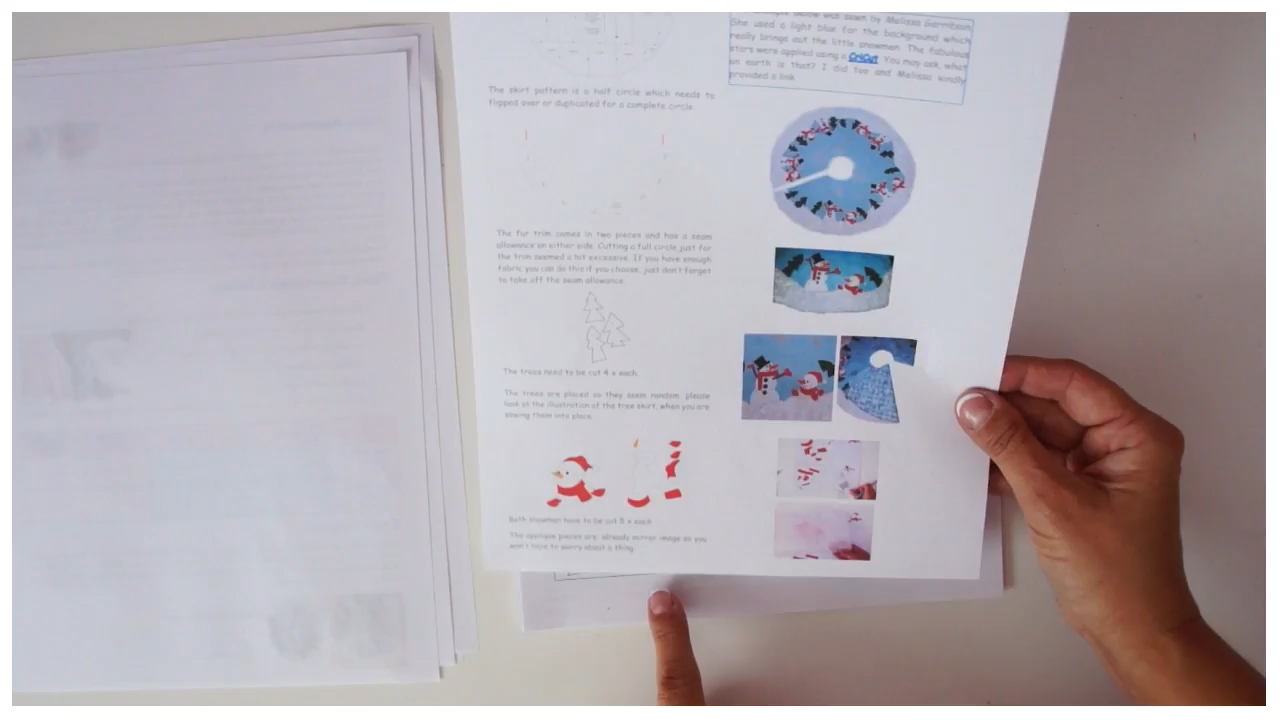 The skirt pattern is a half circle which needs to
flipped over or duplicated for a complete circle.
The fur trim comes in two pieces and has a seam
allowance on either side. Cutting a full circle just for
the trim seemed a bit excessive. If you have enough
fabric you can do this if you choose, just don't forget
to take off the seam allowance.
The trees need to be cut 4 x each.
The trees are placed so they seem random, please
look at the illustration of the tree skirt, when you are
sewing them into place.
Both snowmen have to be cut 5 x each
The applique pieces are already mirror image so you
won't have to worry about a thing.
was sewn by Melissa Garritson
She used a light blue for the background which
really brings out the little snowmen. The fabulous
stars were applied using a CriCut. You may ask, what
on earth is that? I did too and Melissa kindly
provided a link.